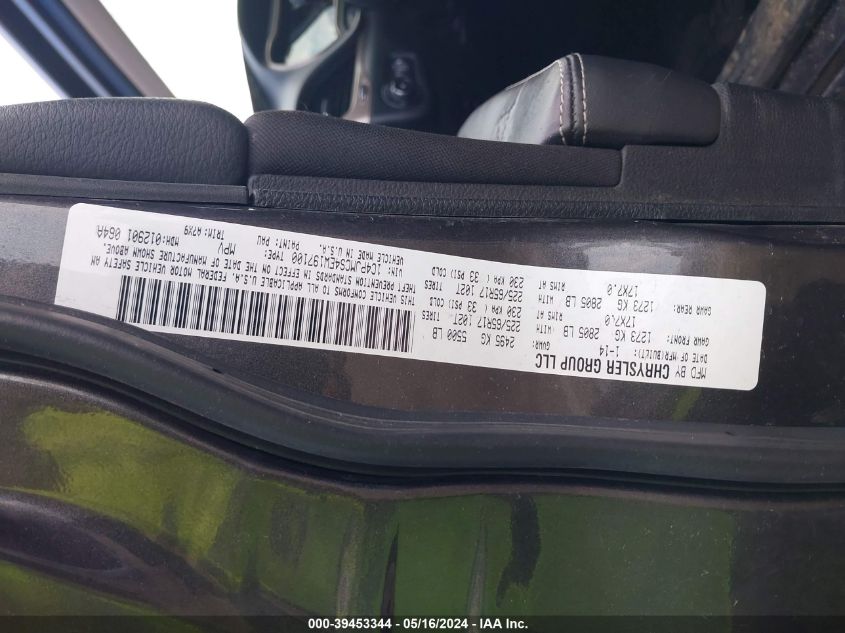 MFD BY CHRYSLER GROUP LLC
DATE OF MFR(BUILT): 1-14 GVWR: 2495 KG 5500 LB
GAWR FRONT: 1273 KG 2805 LB WITH 225/65R17 102T TIRES
17X7.0 RIMS AT 230 KPA ( 33 PSI) COLD
GAWR REAR: 1273 KG 2805 LB WITH 225/65R17 102T TIRES
17X7.0 RIMS AT 230 KPA ( 33 PSI) COLD
THIS VEHICLE CONFORMS TO ALL APPLICABLE U.S.A. FEDERAL MOTOR VEHICLE SAFETY AND
THEFT PREVENTION STANDARDS IN EFFECT ON THE DATE OF MANUFACTURE SHOWN ABOVE.
VIN: 1C4PJMCS4EW197100 TYPE: MPV MDH: 012901 064A
VEHICLE MADE IN U.S.A. PAINT: PAU TRIM: A7X9
000-39453344 - 05/16/2024 - IAA Inc.